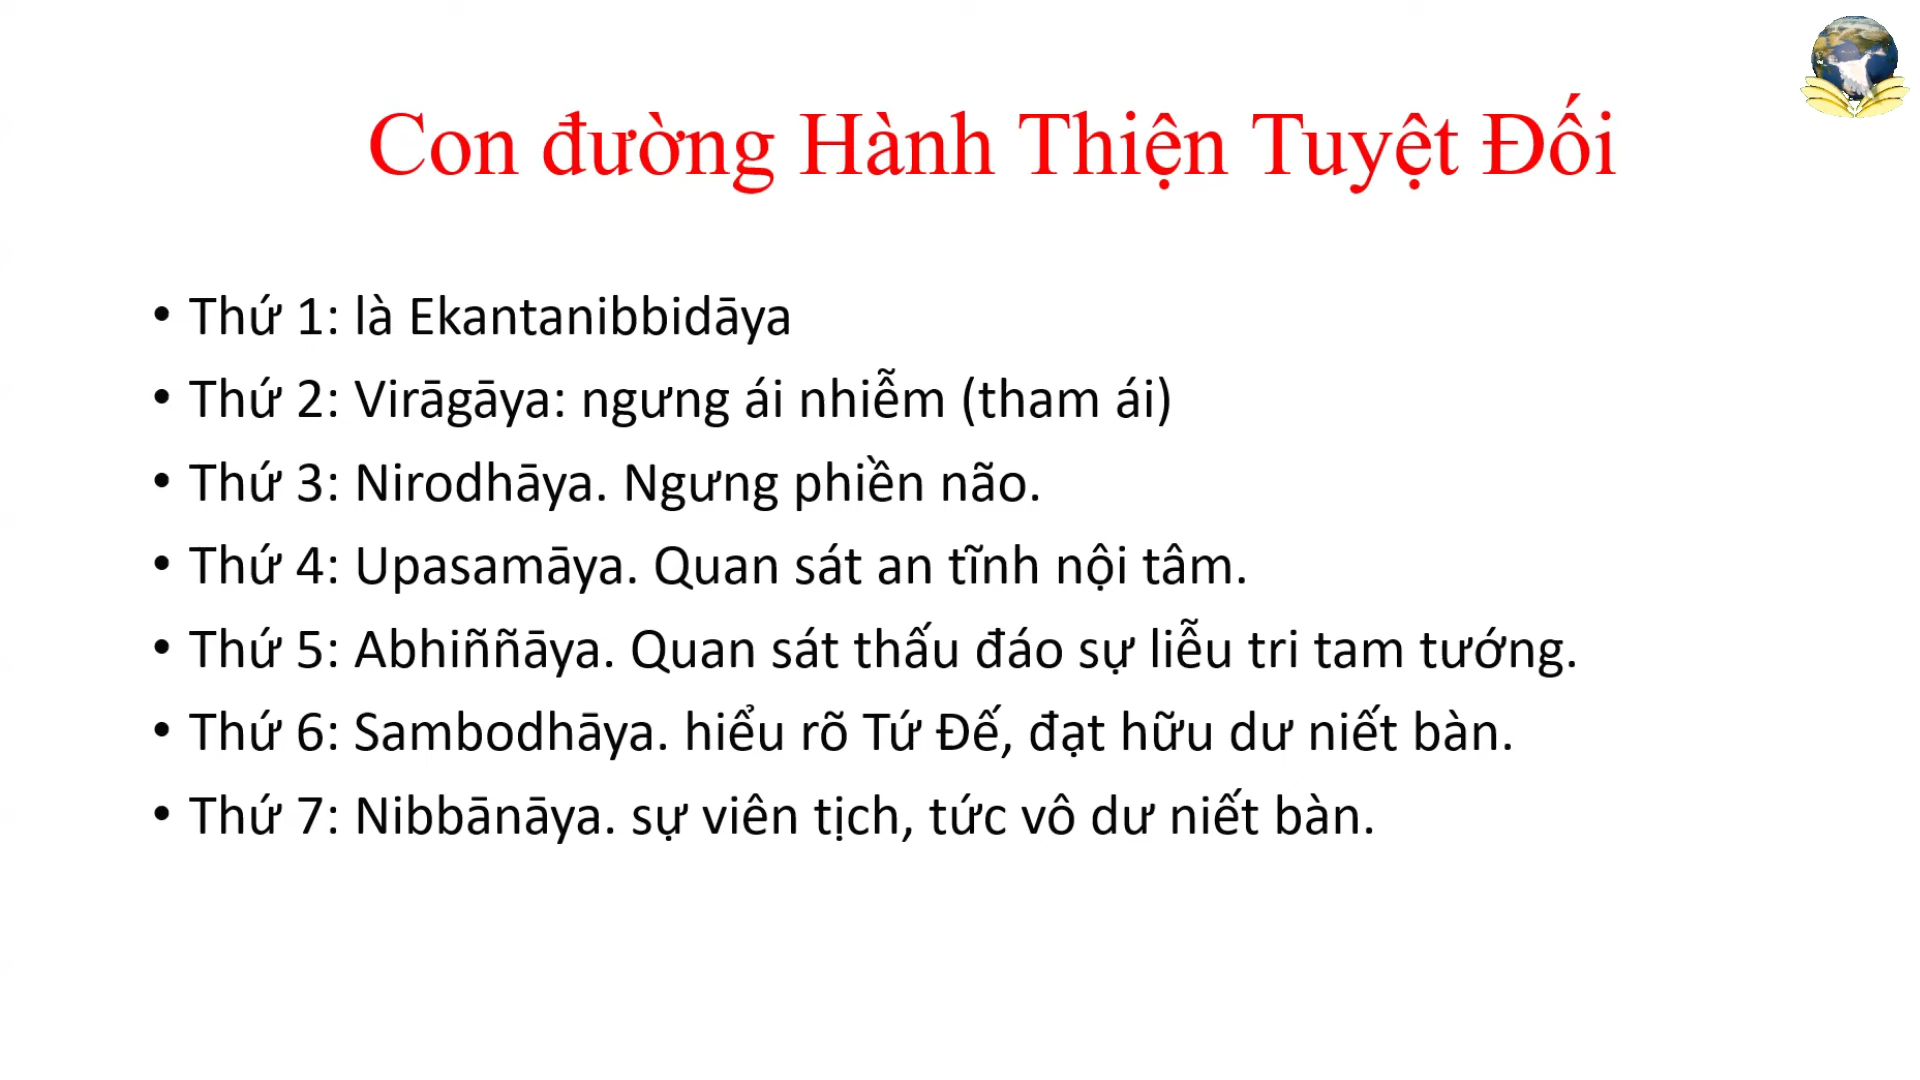 Con đường Hành Thiện Tuyệt Đối
• Thứ 1: là Ekantanibbidāya
• Thứ 2: Virāgāya: ngưng ái nhiễm (tham ái)
• Thứ 3: Nirodhāya. Ngưng phiền não.
• Thứ 4: Upasamāya. Quan sát an tĩnh nội tâm.
• Thứ 5: Abhiññāya. Quan sát thấu đáo sự liễu tri tam tướng.
• Thứ 6: Sambodhāya. hiểu rõ Tứ Đế, đạt hữu dư niết bàn.
• Thứ 7: Nibbānāya. sự viên tịch, tức vô dư niết bàn.